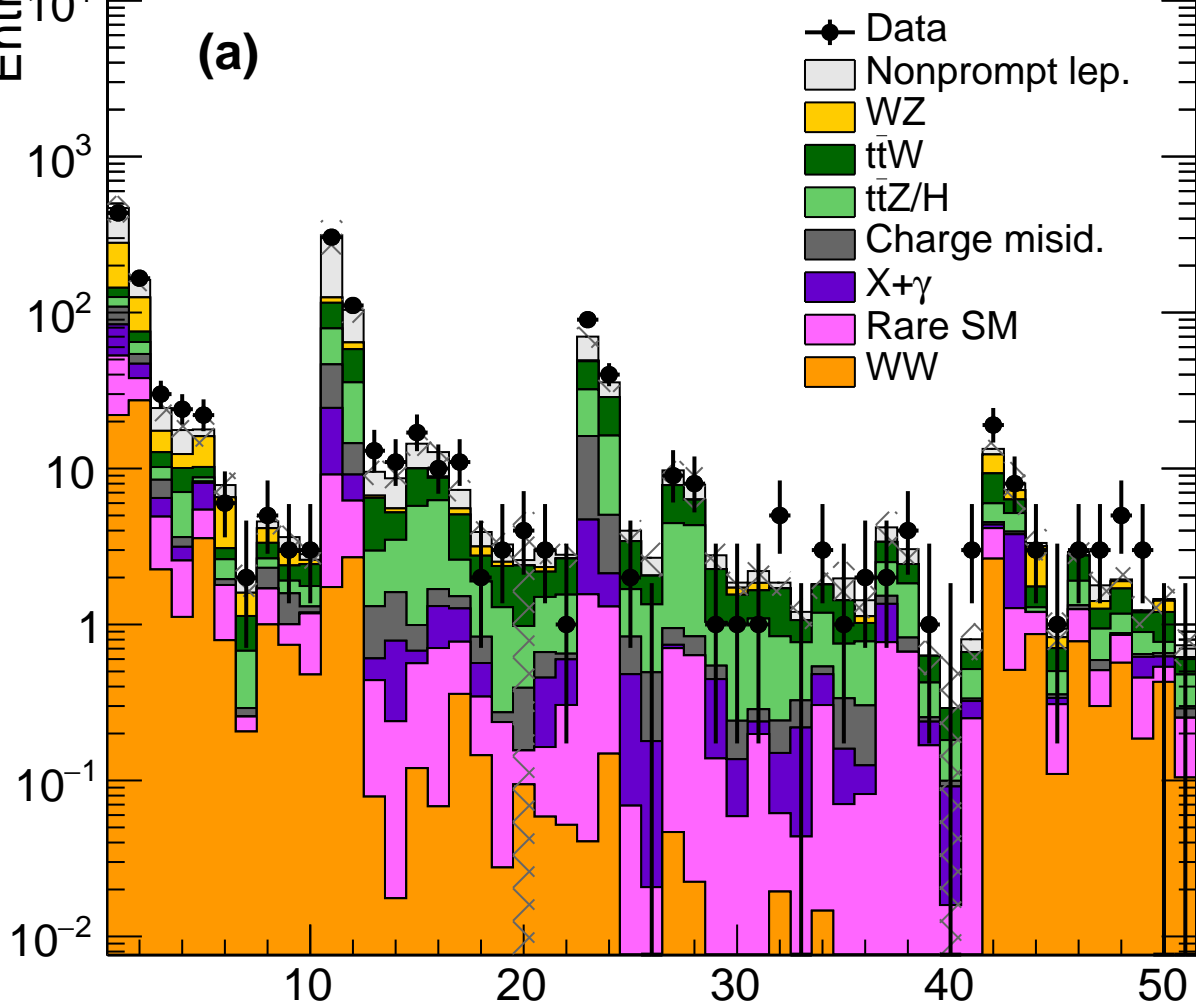 10⁴
(a)
Data
Nonprompt lep.
WZ
tt̄W
tt̄Z/H
Charge misid.
X+γ
Rare SM
WW
10³
10²
10
1
10⁻¹
10⁻²
10 20 30 40 50